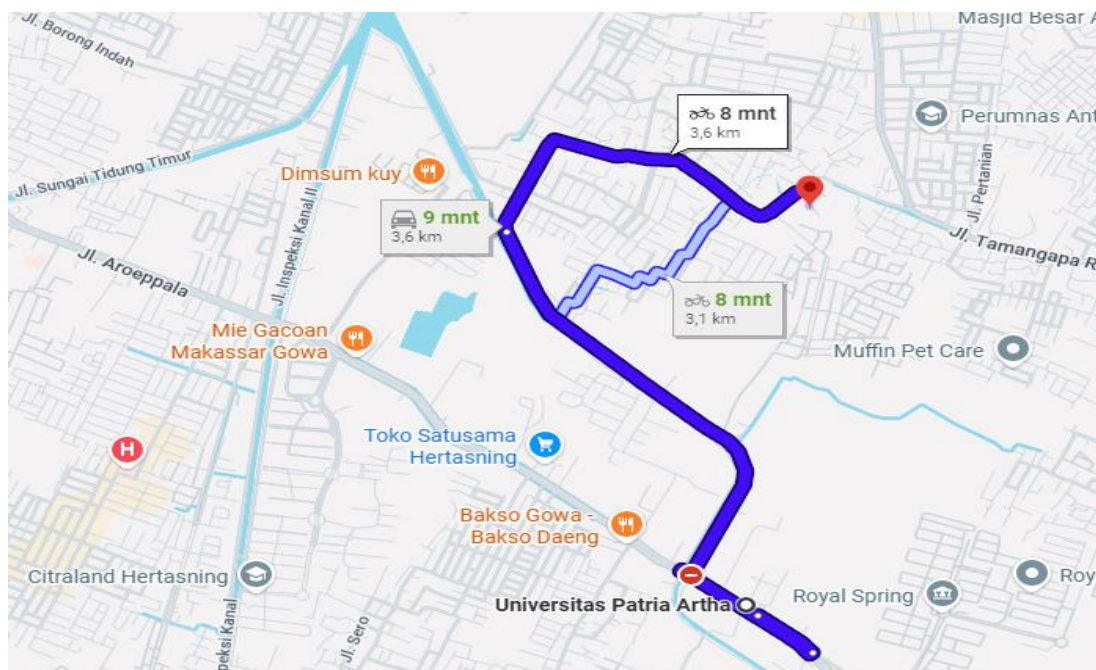 Masjid Besar A
Jl. Borong Indah
8 mnt
3,6 km
Perumnas Ant
Dimsum kuy
Jl. Sungai Tidung Timur
Jl. Pertanian
9 mnt
3,6 km
Jl. Inspeksi Kanal II
Jl. Tamangapa R
Jl. Aroeppala
8 mnt
3,1 km
Mie Gacoan
Makassar Gowa
Muffin Pet Care
Toko Satusama
Hertasning
H
Bakso Gowa -
Bakso Daeng
Citraland Hertasning
Royal Spring
Roy
Universitas Patria Artha
Jl. Sero
speksi Kanal